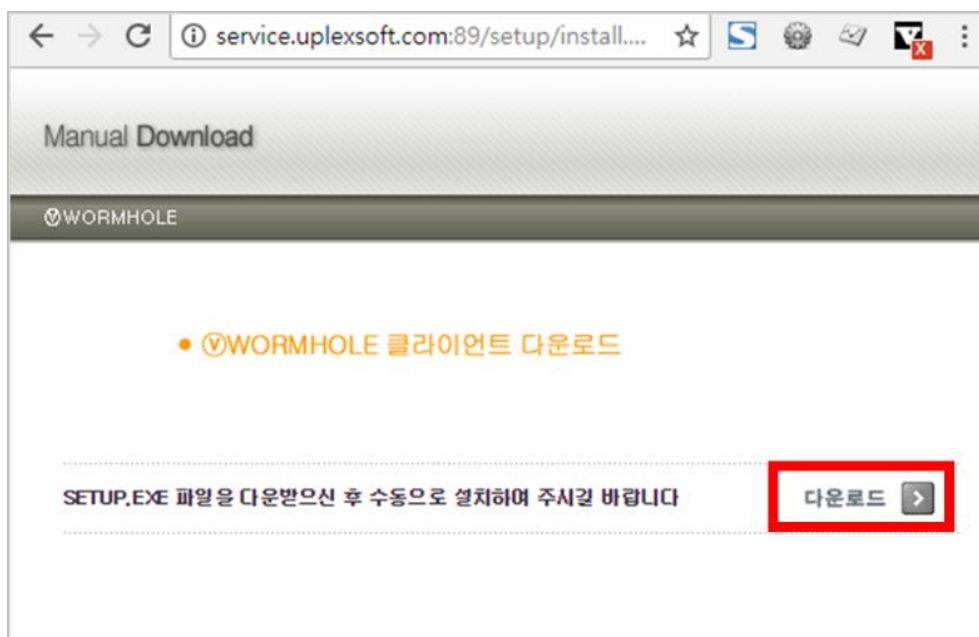 service.uplexsoft.com:89/setup/install....
Manual Download
ⓥWORMHOLE
• ⓥWORMHOLE 클라이언트 다운로드
SETUP.EXE 파일을 다운받으신 후 수동으로 설치하여 주시길 바랍니다
다운로드